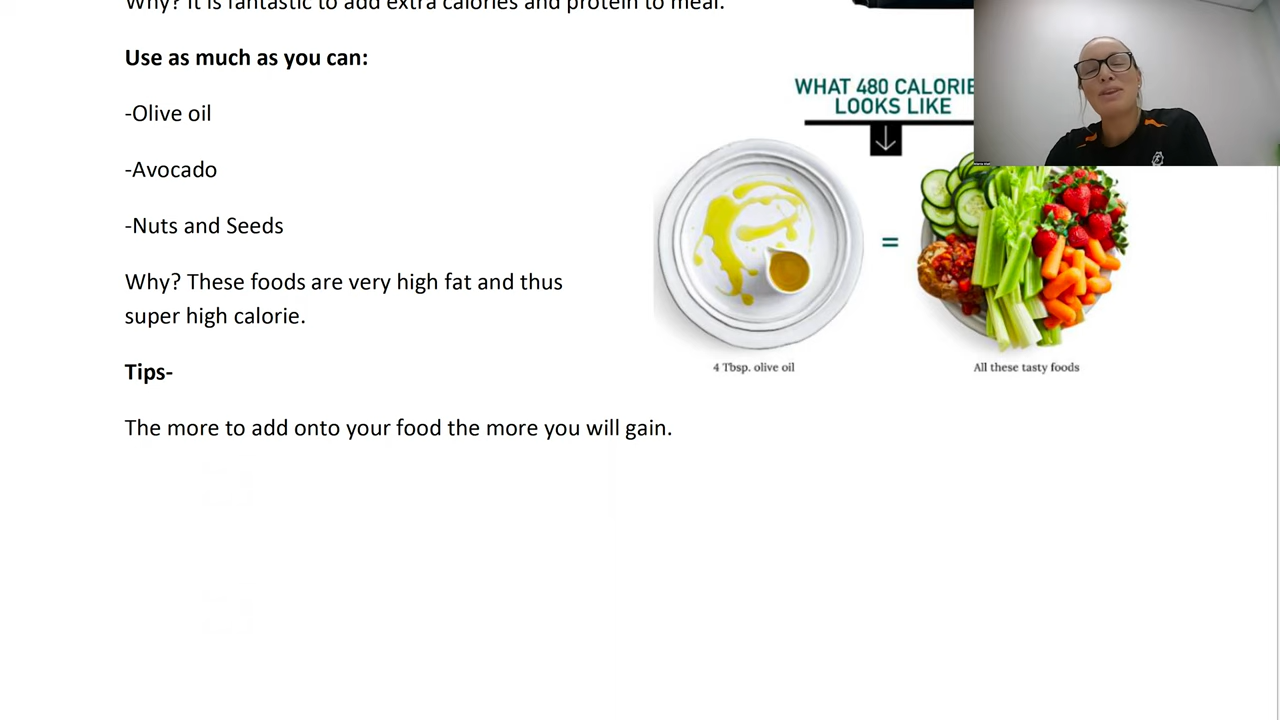 Why? It is fantastic to add extra calories and protein to meal.
Use as much as you can:
-Olive oil
-Avocado
-Nuts and Seeds
Why? These foods are very high fat and thus
super high calorie.
Tips-
The more to add onto your food the more you will gain.
WHAT 480 CALORIE
LOOKS LIKE
=
4 Tbsp. olive oil
All these tasty foods